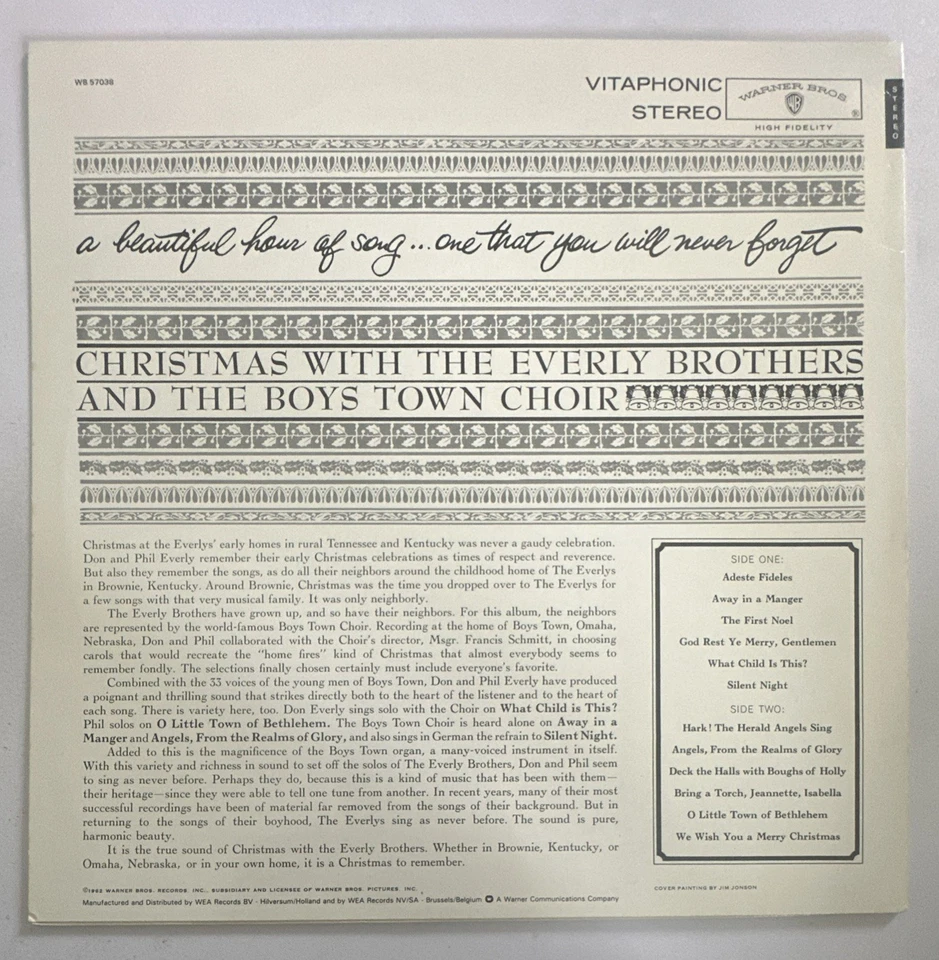 WB 57038
VITAPHONIC
STEREO
WARNER BROS
WB
®
HIGH FIDELITY
STEREO
a beautiful hour of song...one that you will never forget
CHRISTMAS WITH THE EVERLY BROTHERS
AND THE BOYS TOWN CHOIR
Christmas at the Everlys' early homes in rural Tennessee and Kentucky was never a gaudy celebration.
Don and Phil Everly remember their early Christmas celebrations as times of respect and reverence.
But also they remember the songs, as do all their neighbors around the childhood home of The Everlys
in Brownie, Kentucky. Around Brownie, Christmas was the time you dropped over to The Everlys for
a few songs with that very musical family. It was only neighborly.
The Everly Brothers have grown up, and so have their neighbors. For this album, the neighbors
are represented by the world-famous Boys Town Choir. Recording at the home of Boys Town, Omaha,
Nebraska, Don and Phil collaborated with the Choir's director, Msgr. Francis Schmitt, in choosing
carols that would recreate the "home fires" kind of Christmas that almost everybody seems to
remember fondly. The selections finally chosen certainly must include everyone's favorite.
Combined with the 33 voices of the young men of Boys Town, Don and Phil Everly have produced
a poignant and thrilling sound that strikes directly both to the heart of the listener and to the heart of
each song. There is variety here, too. Don Everly sings solo with the Choir on What Child is This?
Phil solos on O Little Town of Bethlehem. The Boys Town Choir is heard alone on Away in a
Manger and Angels, From the Realms of Glory, and also sings in German the refrain to Silent Night.
Added to this is the magnificence of the Boys Town organ, a many-voiced instrument in itself.
With this variety and richness in sound to set off the solos of The Everly Brothers, Don and Phil seem
to sing as never before. Perhaps they do, because this is a kind of music that has been with them—
their heritage—since they were able to tell one tune from another. In recent years, many of their most
successful recordings have been of material far removed from the songs of their background. But in
returning to the songs of their boyhood, The Everlys sing as never before. The sound is pure,
harmonic beauty.
It is the true sound of Christmas with the Everly Brothers. Whether in Brownie, Kentucky, or
Omaha, Nebraska, or in your own home, it is a Christmas to remember.
SIDE ONE:
Adeste Fideles
Away in a Manger
The First Noel
God Rest Ye Merry, Gentlemen
What Child Is This?
Silent Night
SIDE TWO:
Hark! The Herald Angels Sing
Angels, From the Realms of Glory
Deck the Halls with Boughs of Holly
Bring a Torch, Jeannette, Isabella
O Little Town of Bethlehem
We Wish You a Merry Christmas
©1962 WARNER BROS. RECORDS. INC., SUBSIDIARY AND LICENSEE OF WARNER BROS. PICTURES. INC.
Manufactured and Distributed by WEA Records BV - Hilversum/Holland and by WEA Records NV/SA - Brussels/Belgium A Warner Communications Company
COVER PAINTING BY JIM JONSON